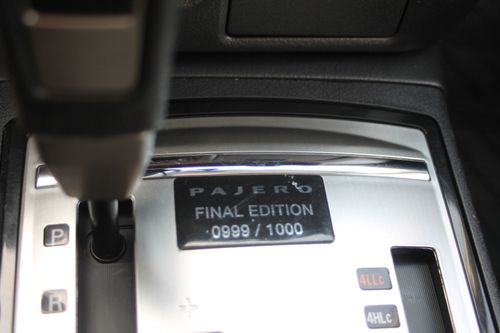 PAJERO
FINAL EDITION
0999 / 1000
P
R
+
4LLc
4HLc